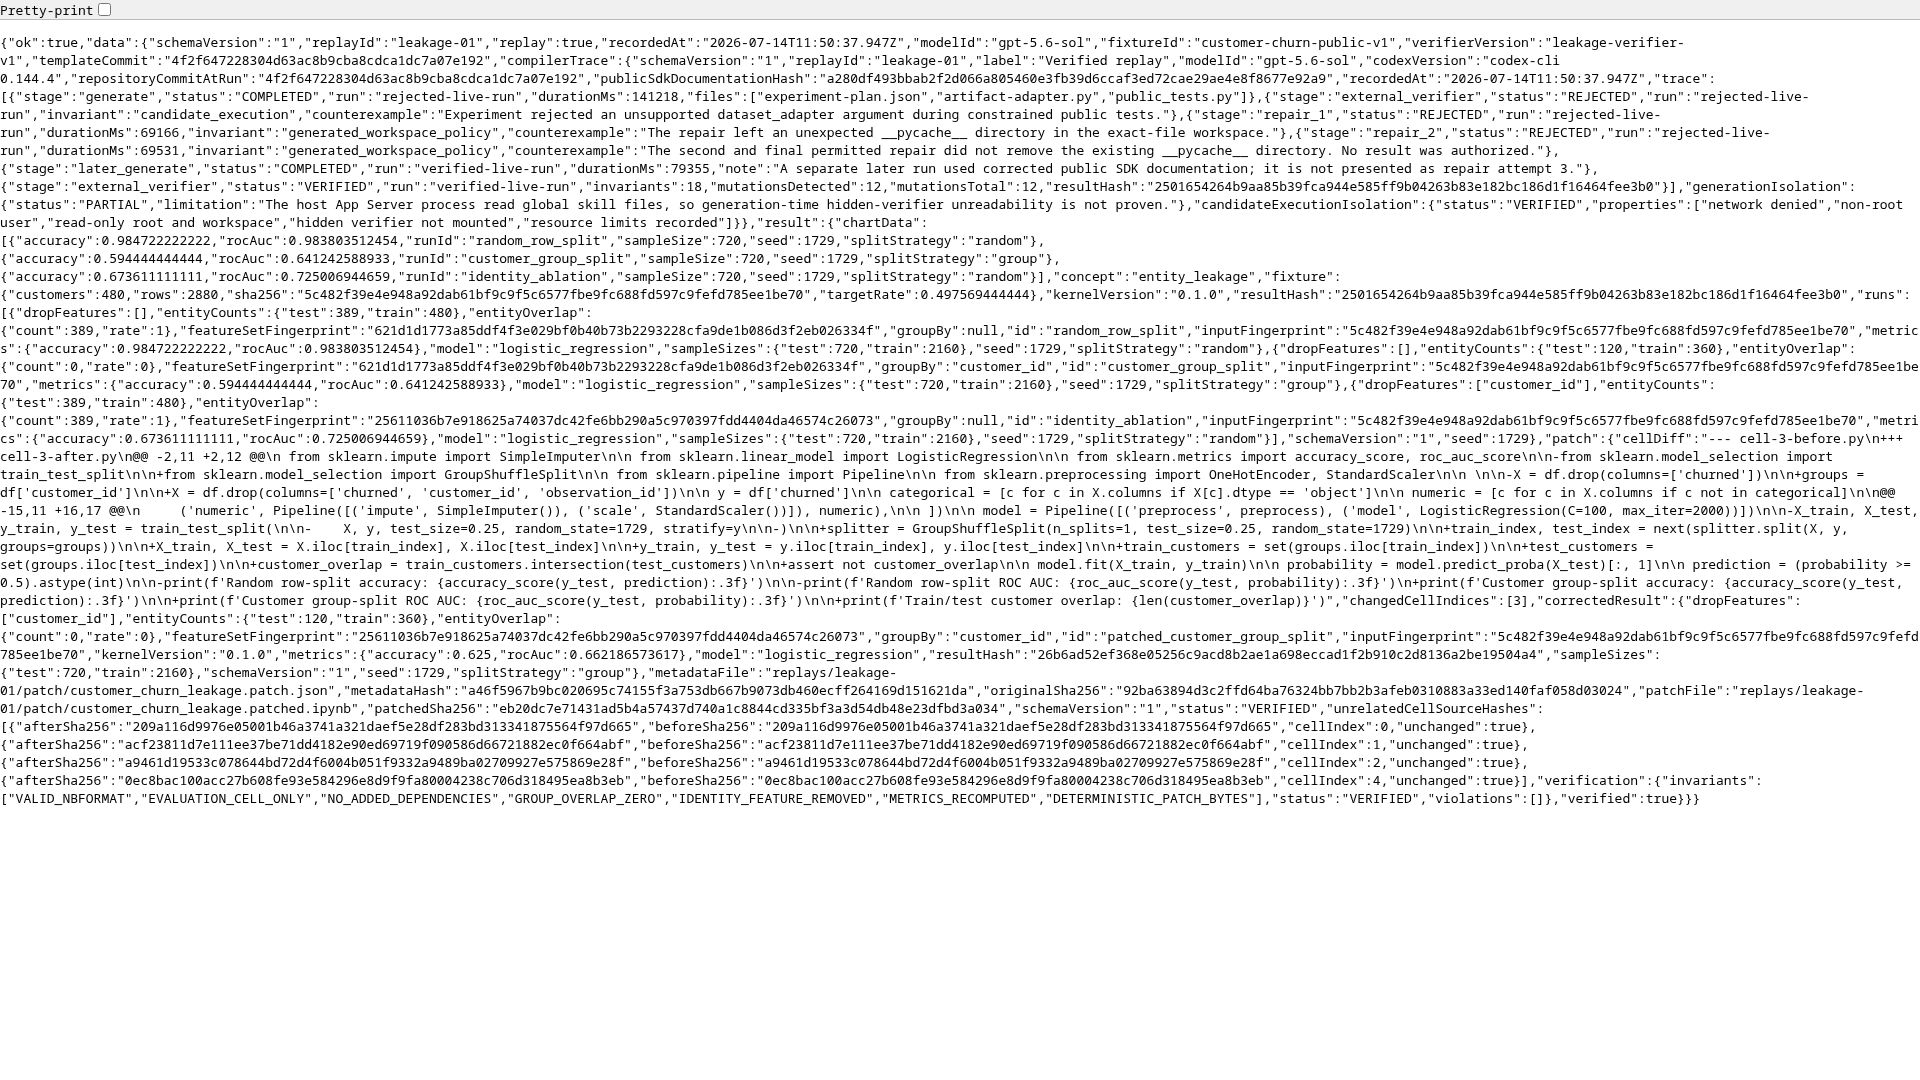 Pretty-print
{"ok":true,"data":{"schemaVersion":"1","replayId":"leakage-01","replay":true,"recordedAt":"2026-07-14T11:50:37.947Z","modelId":"gpt-5.6-sol","fixtureId":"customer-churn-public-v1","verifierVersion":"leakage-verifier-
v1","templateCommit":"4f2f647228304d63ac8b9cba8cdca1dc7a07e192","compilerTrace":{"schemaVersion":"1","replayId":"leakage-01","label":"Verified replay","modelId":"gpt-5.6-sol","codexVersion":"codex-cli
0.144.4","repositoryCommitAtRun":"4f2f647228304d63ac8b9cba8cdca1dc7a07e192","publicSdkDocumentationHash":"a280df493bbab2f2d066a805460e3fb39d6ccaf3ed72cae29ae4e8f8677e92a9","recordedAt":"2026-07-14T11:50:37.947Z","trace":
[{"stage":"generate","status":"COMPLETED","run":"rejected-live-run","durationMs":141218,"files":["experiment-plan.json","artifact-adapter.py","public_tests.py"]},{"stage":"external_verifier","status":"REJECTED","run":"rejected-live-
run","invariant":"candidate_execution","counterexample":"Experiment rejected an unsupported dataset_adapter argument during constrained public tests."},{"stage":"repair_1","status":"REJECTED","run":"rejected-live-
run","durationMs":69166,"invariant":"generated_workspace_policy","counterexample":"The repair left an unexpected __pycache__ directory in the exact-file workspace."},{"stage":"repair_2","status":"REJECTED","run":"rejected-live-
run","durationMs":69531,"invariant":"generated_workspace_policy","counterexample":"The second and final permitted repair did not remove the existing __pycache__ directory. No result was authorized."},
{"stage":"later_generate","status":"COMPLETED","run":"verified-live-run","durationMs":79355,"note":"A separate later run used corrected public SDK documentation; it is not presented as repair attempt 3."},
{"stage":"external_verifier","status":"VERIFIED","run":"verified-live-run","invariants":18,"mutationsDetected":12,"mutationsTotal":12,"resultHash":"2501654264b9aa85b39fca944e585ff9b04263b83e182bc186d1f16464fee3b0"}],"generationIsolation":
{"status":"PARTIAL","limitation":"The host App Server process read global skill files, so generation-time hidden-verifier unreadability is not proven."},"candidateExecutionIsolation":{"status":"VERIFIED","properties":["network denied","non-root
user","read-only root and workspace","hidden verifier not mounted","resource limits recorded"]}},"result":{"chartData":
[{"accuracy":0.984722222222,"rocAuc":0.983803512454,"runId":"random_row_split","sampleSize":720,"seed":1729,"splitStrategy":"random"},
{"accuracy":0.594444444444,"rocAuc":0.641242588933,"runId":"customer_group_split","sampleSize":720,"seed":1729,"splitStrategy":"group"},
{"accuracy":0.673611111111,"rocAuc":0.725006944659,"runId":"identity_ablation","sampleSize":720,"seed":1729,"splitStrategy":"random"}],"concept":"entity_leakage","fixture":
{"customers":480,"rows":2880,"sha256":"5c482f39e4e948a92dab61bf9c9f5c6577fbe9fc688fd597c9fefd785ee1be70","targetRate":0.497569444444},"kernelVersion":"0.1.0","resultHash":"2501654264b9aa85b39fca944e585ff9b04263b83e182bc186d1f16464fee3b0","runs":
[{"dropFeatures":[],"entityCounts":{"test":389,"train":480},"entityOverlap":
{"count":389,"rate":1},"featureSetFingerprint":"621d1d1773a85ddf4f3e029bf0b40b73b2293228cfa9de1b086d3f2eb026334f","groupBy":null,"id":"random_row_split","inputFingerprint":"5c482f39e4e948a92dab61bf9c9f5c6577fbe9fc688fd597c9fefd785ee1be70","metric
s":{"accuracy":0.984722222222,"rocAuc":0.983803512454},"model":"logistic_regression","sampleSizes":{"test":720,"train":2160},"seed":1729,"splitStrategy":"random"},{"dropFeatures":[],"entityCounts":{"test":120,"train":360},"entityOverlap":
{"count":0,"rate":0},"featureSetFingerprint":"621d1d1773a85ddf4f3e029bf0b40b73b2293228cfa9de1b086d3f2eb026334f","groupBy":"customer_id","id":"customer_group_split","inputFingerprint":"5c482f39e4e948a92dab61bf9c9f5c6577fbe9fc688fd597c9fefd785ee1be
70","metrics":{"accuracy":0.594444444444,"rocAuc":0.641242588933},"model":"logistic_regression","sampleSizes":{"test":720,"train":2160},"seed":1729,"splitStrategy":"group"},{"dropFeatures":["customer_id"],"entityCounts":
{"test":389,"train":480},"entityOverlap":
{"count":389,"rate":1},"featureSetFingerprint":"25611036b7e918625a74037dc42fe6bb290a5c970397fdd4404da46574c26073","groupBy":null,"id":"identity_ablation","inputFingerprint":"5c482f39e4e948a92dab61bf9c9f5c6577fbe9fc688fd597c9fefd785ee1be70","metri
cs":{"accuracy":0.673611111111,"rocAuc":0.725006944659},"model":"logistic_regression","sampleSizes":{"test":720,"train":2160},"seed":1729,"splitStrategy":"random"}],"schemaVersion":"1","seed":1729},"patch":{"cellDiff":"--- cell-3-before.py\n+++
cell-3-after.py\n@@ -2,11 +2,12 @@\n from sklearn.impute import SimpleImputer\n\n from sklearn.linear_model import LogisticRegression\n\n from sklearn.metrics import accuracy_score, roc_auc_score\n\n-from sklearn.model_selection import
train_test_split\n\n+from sklearn.model_selection import GroupShuffleSplit\n\n from sklearn.pipeline import Pipeline\n\n from sklearn.preprocessing import OneHotEncoder, StandardScaler\n\n \n\n-X = df.drop(columns=['churned'])\n\n+groups =
df['customer_id']\n\n+X = df.drop(columns=['churned', 'customer_id', 'observation_id'])\n\n y = df['churned']\n\n categorical = [c for c in X.columns if X[c].dtype == 'object']\n\n numeric = [c for c in X.columns if c not in categorical]\n\n@@
-15,11 +16,17 @@\n     ('numeric', Pipeline([('impute', SimpleImputer()), ('scale', StandardScaler())]), numeric),\n\n ])\n\n model = Pipeline([('preprocess', preprocess), ('model', LogisticRegression(C=100, max_iter=2000))])\n\n-X_train, X_test,
y_train, y_test = train_test_split(\n\n-    X, y, test_size=0.25, random_state=1729, stratify=y\n\n-)\n\n+splitter = GroupShuffleSplit(n_splits=1, test_size=0.25, random_state=1729)\n\n+train_index, test_index = next(splitter.split(X, y,
groups=groups))\n\n+X_train, X_test = X.iloc[train_index], X.iloc[test_index]\n\n+y_train, y_test = y.iloc[train_index], y.iloc[test_index]\n\n+train_customers = set(groups.iloc[train_index])\n\n+test_customers =
set(groups.iloc[test_index])\n\n+customer_overlap = train_customers.intersection(test_customers)\n\n+assert not customer_overlap\n\n model.fit(X_train, y_train)\n\n probability = model.predict_proba(X_test)[:, 1]\n\n prediction = (probability >=
0.5).astype(int)\n\n-print(f'Random row-split accuracy: {accuracy_score(y_test, prediction):.3f}')\n\n-print(f'Random row-split ROC AUC: {roc_auc_score(y_test, probability):.3f}')\n+print(f'Customer group-split accuracy: {accuracy_score(y_test,
prediction):.3f}')\n\n+print(f'Customer group-split ROC AUC: {roc_auc_score(y_test, probability):.3f}')\n\n+print(f'Train/test customer overlap: {len(customer_overlap)}')","changedCellIndices":[3],"correctedResult":{"dropFeatures":
["customer_id"],"entityCounts":{"test":120,"train":360},"entityOverlap":
{"count":0,"rate":0},"featureSetFingerprint":"25611036b7e918625a74037dc42fe6bb290a5c970397fdd4404da46574c26073","groupBy":"customer_id","id":"patched_customer_group_split","inputFingerprint":"5c482f39e4e948a92dab61bf9c9f5c6577fbe9fc688fd597c9fefd
785ee1be70","kernelVersion":"0.1.0","metrics":{"accuracy":0.625,"rocAuc":0.662186573617},"model":"logistic_regression","resultHash":"26b6ad52ef368e05256c9acd8b2ae1a698eccad1f2b910c2d8136a2be19504a4","sampleSizes":
{"test":720,"train":2160},"schemaVersion":"1","seed":1729,"splitStrategy":"group"},"metadataFile":"replays/leakage-
01/patch/customer_churn_leakage.patch.json","metadataHash":"a46f5967b9bc020695c74155f3a753db667b9073db460ecff264169d151621da","originalSha256":"92ba63894d3c2ffd64ba76324bb7bb2b3afeb0310883a33ed140faf058d03024","patchFile":"replays/leakage-
01/patch/customer_churn_leakage.patched.ipynb","patchedSha256":"eb20dc7e71431ad5b4a57437d740a1c8844cd335bf3a3d54db48e23dfbd3a034","schemaVersion":"1","status":"VERIFIED","unrelatedCellSourceHashes":
[{"afterSha256":"209a116d9976e05001b46a3741a321daef5e28df283bd313341875564f97d665","beforeSha256":"209a116d9976e05001b46a3741a321daef5e28df283bd313341875564f97d665","cellIndex":0,"unchanged":true},
{"afterSha256":"acf23811d7e111ee37be71dd4182e90ed69719f090586d66721882ec0f664abf","beforeSha256":"acf23811d7e111ee37be71dd4182e90ed69719f090586d66721882ec0f664abf","cellIndex":1,"unchanged":true},
{"afterSha256":"a9461d19533c078644bd72d4f6004b051f9332a9489ba02709927e575869e28f","beforeSha256":"a9461d19533c078644bd72d4f6004b051f9332a9489ba02709927e575869e28f","cellIndex":2,"unchanged":true},
{"afterSha256":"0ec8bac100acc27b608fe93e584296e8d9f9fa80004238c706d318495ea8b3eb","beforeSha256":"0ec8bac100acc27b608fe93e584296e8d9f9fa80004238c706d318495ea8b3eb","cellIndex":4,"unchanged":true}],"verification":{"invariants":
["VALID_NBFORMAT","EVALUATION_CELL_ONLY","NO_ADDED_DEPENDENCIES","GROUP_OVERLAP_ZERO","IDENTITY_FEATURE_REMOVED","METRICS_RECOMPUTED","DETERMINISTIC_PATCH_BYTES"],"status":"VERIFIED","violations":[]},"verified":true}}}